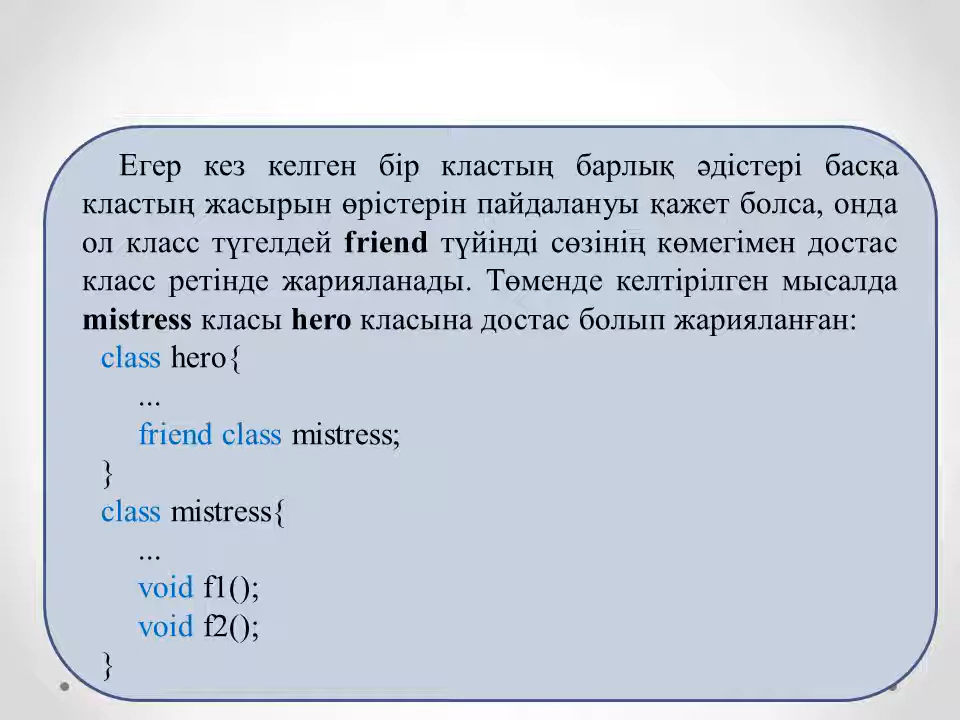 Егер кез келген бір кластың барлық әдістері басқа
кластың жасырын өрістерін пайдалануы қажет болса, онда
ол класс түгелдей friend түйінді сөзінің көмегімен достас
класс ретінде жарияланады. Төменде келтірілген мысалда
mistress класы hero класына достас болып жарияланған:
class hero{
...
friend class mistress;
}
class mistress{
...
void f1();
void f2();
}